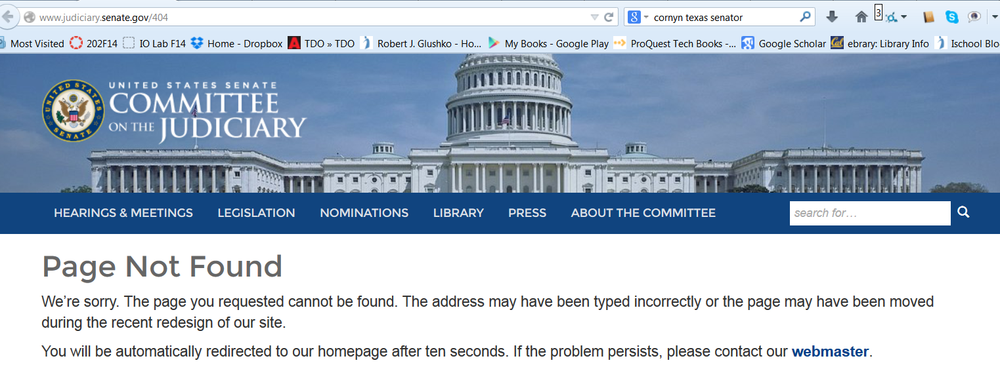 www.judiciary.senate.gov/404
cornyn texas senator
3
Most Visited 202F14 IO Lab F14 Home - Dropbox TDO » TDO Robert J. Glushko - Ho... My Books - Google Play ProQuest Tech Books -... Google Scholar ebrary: Library Info Ischool Blo
UNITED STATES SENATE
COMMITTEE
ON THE JUDICIARY
UNITED STATES SENATE
HEARINGS & MEETINGS LEGISLATION NOMINATIONS LIBRARY PRESS ABOUT THE COMMITTEE search for...
Page Not Found
We're sorry. The page you requested cannot be found. The address may have been typed incorrectly or the page may have been moved
during the recent redesign of our site.
You will be automatically redirected to our homepage after ten seconds. If the problem persists, please contact our webmaster.